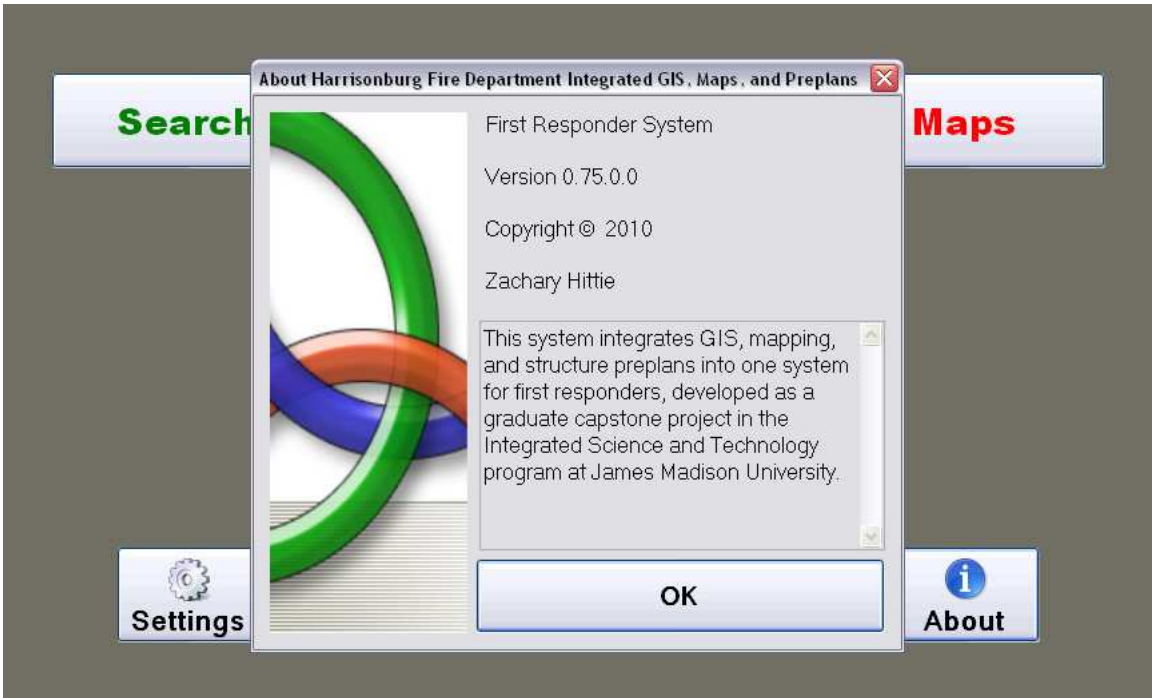 About Harrisonburg Fire Department Integrated GIS, Maps, and Preplans
Search
Maps
First Responder System
Version 0.75.0.0
Copyright © 2010
Zachary Hittie
This system integrates GIS, mapping,
and structure preplans into one system
for first responders, developed as a
graduate capstone project in the
Integrated Science and Technology
program at James Madison University.
OK
Settings
About